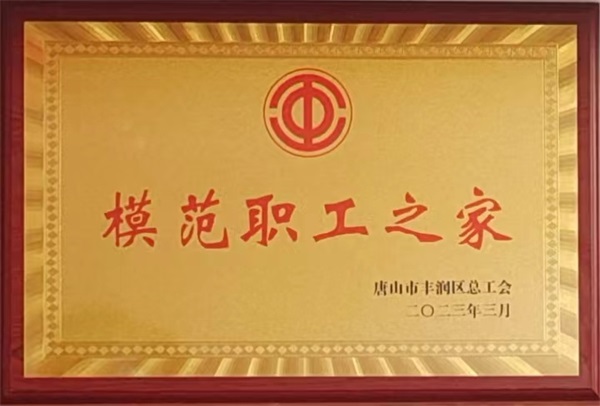 模范职工之家
唐山市丰润区总工会
二〇二三年三月